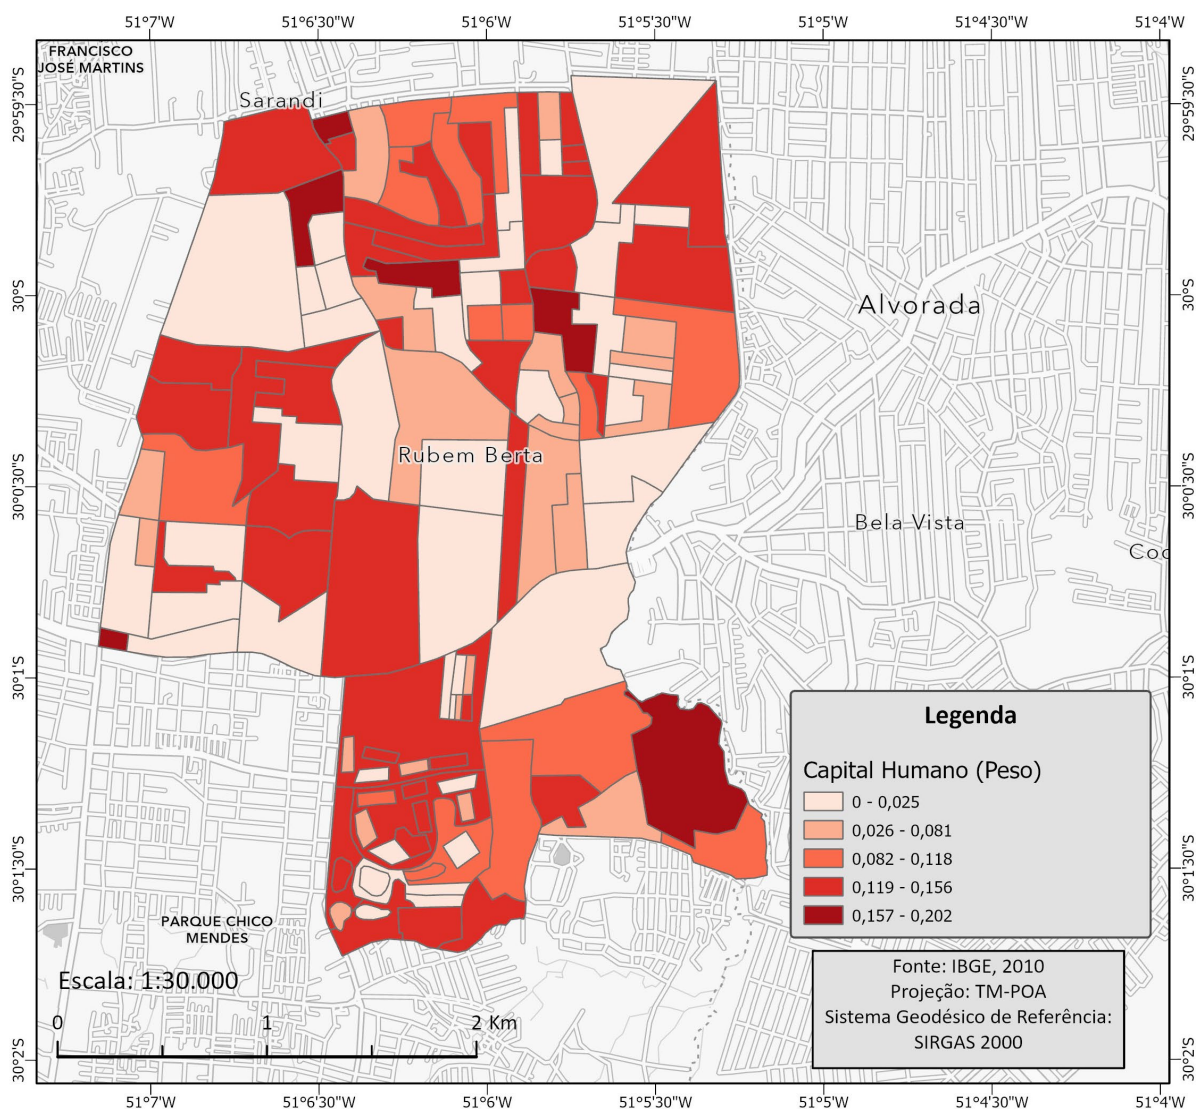 51°7'W 51°6'30"W 51°6'W 51°5'30"W 51°5'W 51°4'30"W 51°4'W
FRANCISCO
JOSÉ MARTINS
Sarandi
29°59'30"S 29°59'30"S
30°S 30°S
Alvorada
Rubem Berta
30°0'30"S 30°0'30"S
Bela Vista
Coo
30°1'S 30°1'S
Legenda
Capital Humano (Peso)
0 - 0,025
0,026 - 0,081
0,082 - 0,118
0,119 - 0,156
0,157 - 0,202
30°1'30"S 30°1'30"S
PARQUE CHICO
MENDES
Escala: 1:30.000
0 1 2 Km
Fonte: IBGE, 2010
Projeção: TM-POA
Sistema Geodésico de Referência:
SIRGAS 2000
30°2'S 30°2'S
51°7'W 51°6'30"W 51°6'W 51°5'30"W 51°5'W 51°4'30"W 51°4'W